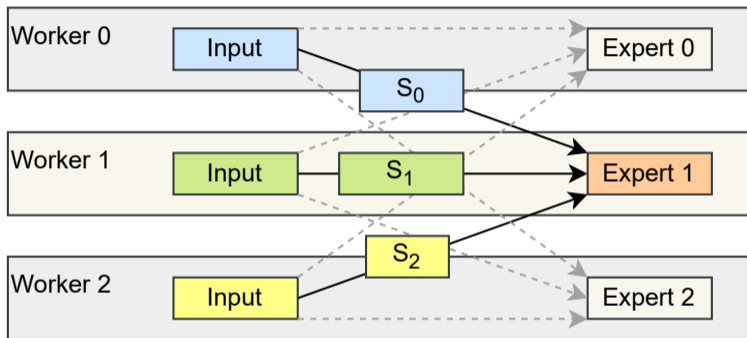 Worker 0
Input
Expert 0
S0
Worker 1
Input
S1
Expert 1
S2
Worker 2
Input
Expert 2